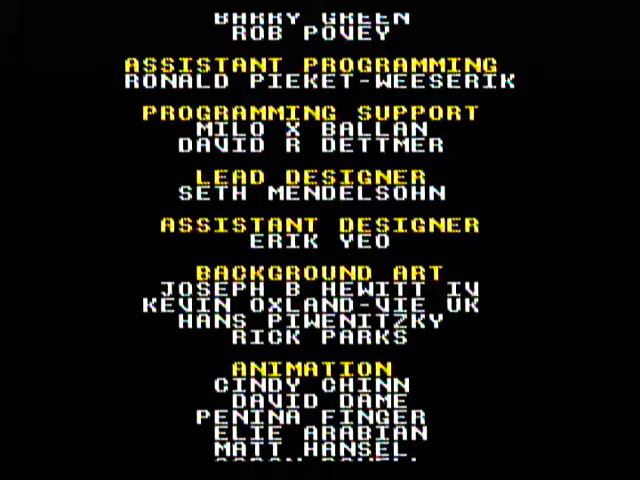 BARRY GREEN
ROB POVEY
ASSISTANT PROGRAMMING
RONALD PIEKET-WEESERIK
PROGRAMMING SUPPORT
MILO X BALLAN
DAVID R DETTMER
LEAD DESIGNER
SETH MENDELSOHN
ASSISTANT DESIGNER
ERIK YEO
BACKGROUND ART
JOSEPH B HEWITT IV
KEVIN OXLAND-VIE UK
HANS PIWENITZKY
RICK PARKS
ANIMATION
CINDY CHINN
DAVID DAME
PENINA FINGER
ELIE ARABIAN
MATT HANSEL